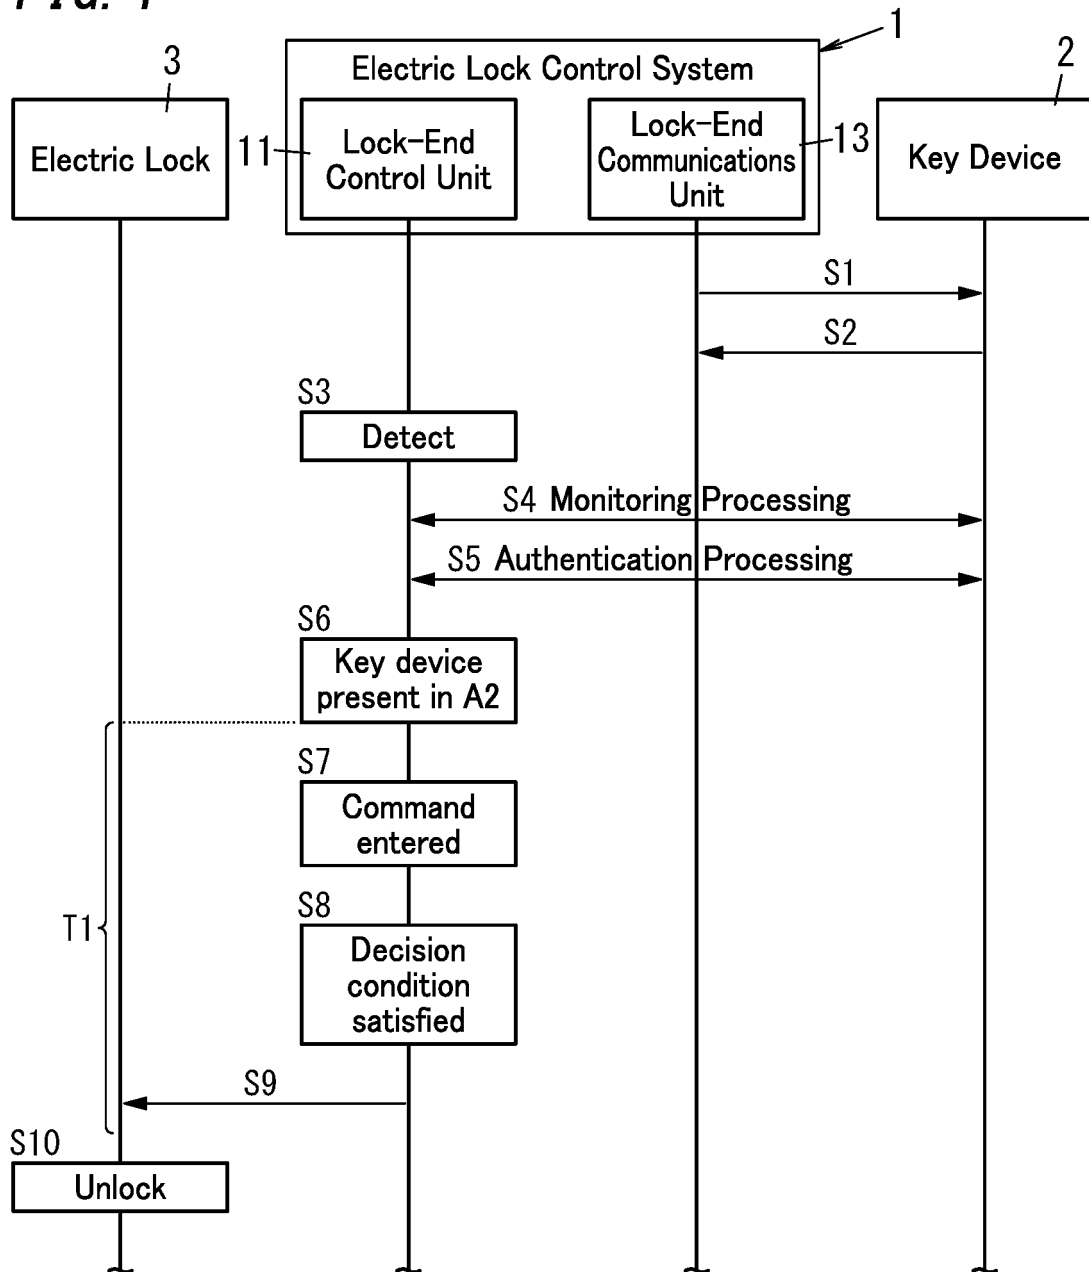 1
3
2
Electric Lock Control System
Electric Lock
11
Lock-End
Control Unit
Lock-End
Communications
Unit
13
Key Device
S1
S2
S3
Detect
S4 Monitoring Processing
S5 Authentication Processing
S6
Key device
present in A2
S7
Command
entered
S8
Decision
condition
satisfied
T1
S9
S10
Unlock